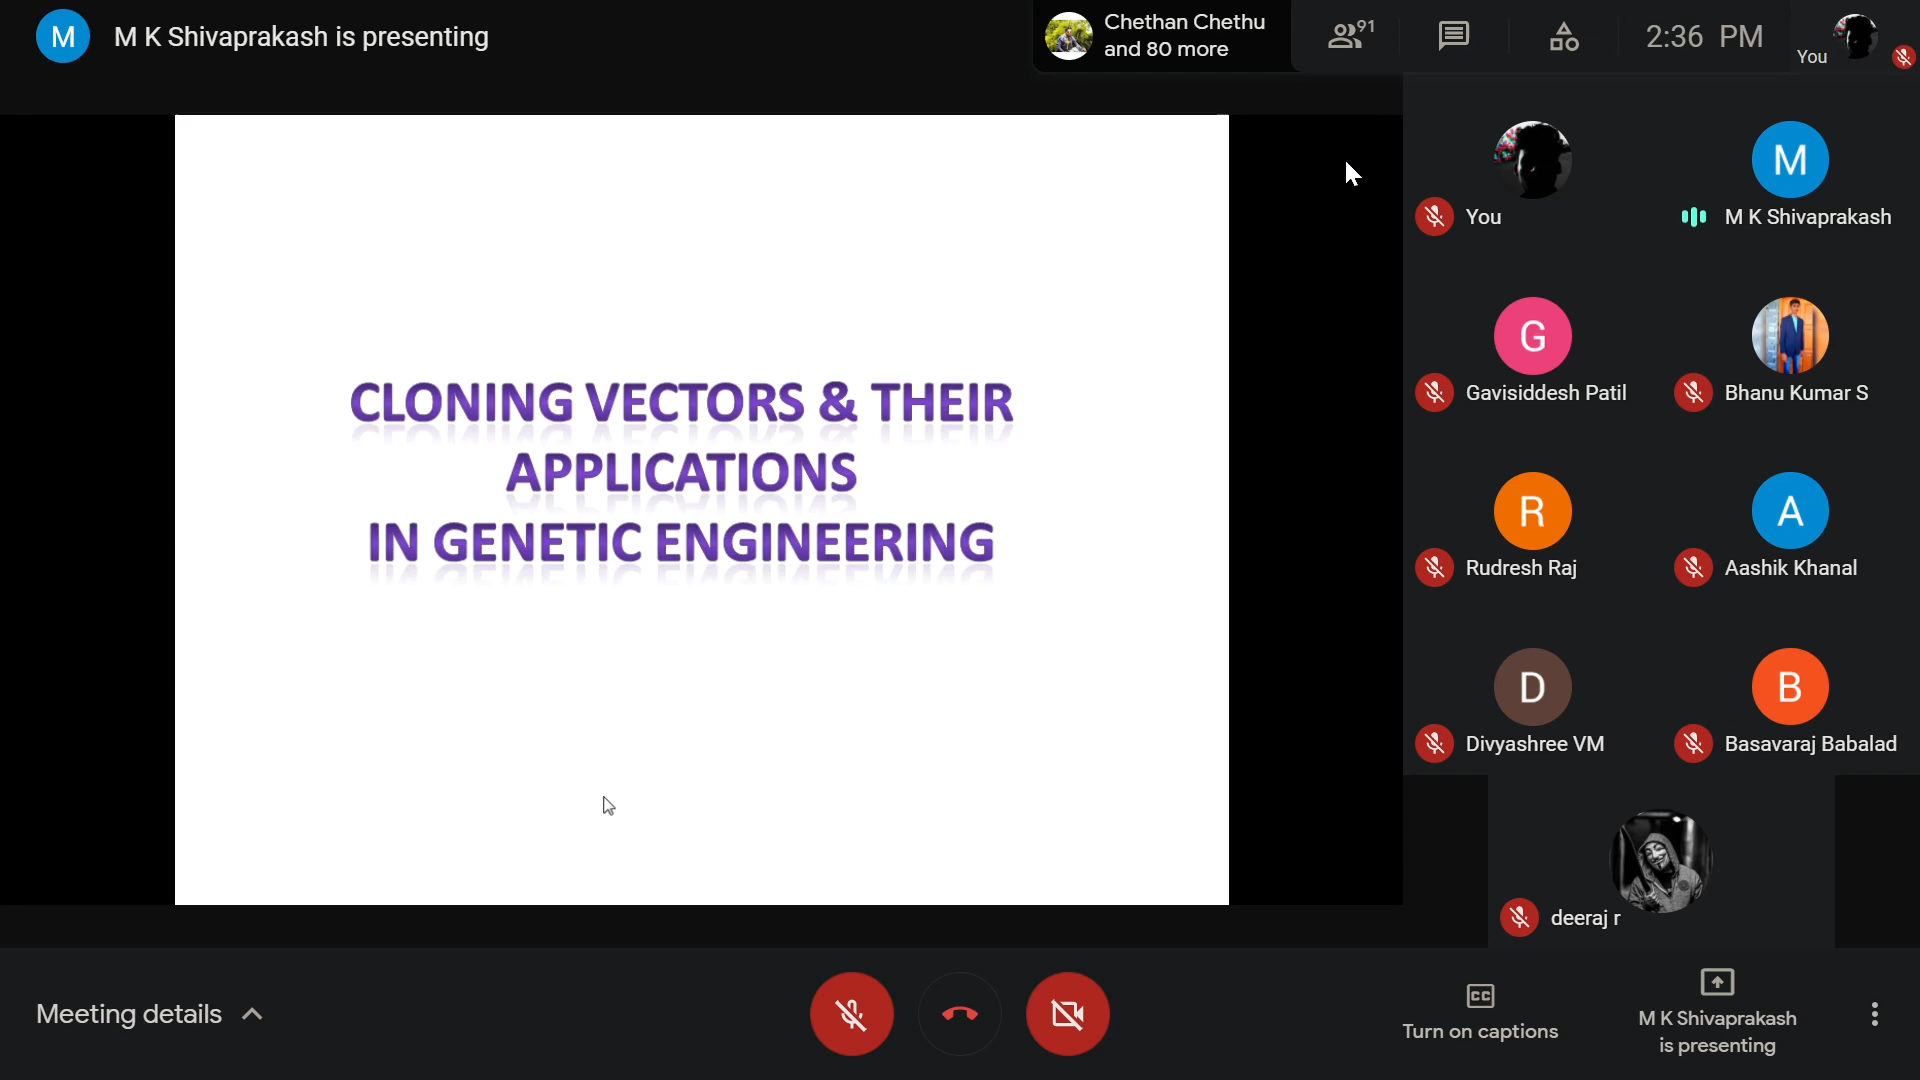 M
M K Shivaprakash is presenting
Chethan Chethu
and 80 more
91
2:36 PM
You
You
M
M K Shivaprakash
G
Gavisiddesh Patil
Bhanu Kumar S
R
Rudresh Raj
A
Aashik Khanal
D
Divyashree VM
B
Basavaraj Babalad
deeraj r
CLONING VECTORS & THEIR
APPLICATIONS
IN GENETIC ENGINEERING
Meeting details
CC
Turn on captions
M K Shivaprakash
is presenting